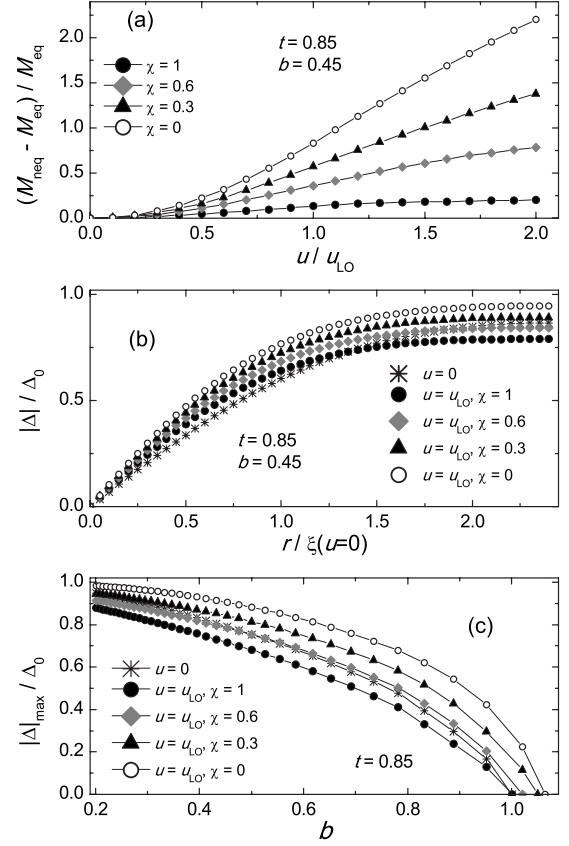 (a)
t = 0.85
b = 0.45
χ = 1
χ = 0.6
χ = 0.3
χ = 0
(M_neq - M_eq) / M_eq
2.0
1.5
1.0
0.5
0.0
0.0 0.5 1.0 1.5 2.0
u / u_LO
(b)
|Δ| / Δ_0
1.0
0.5
0.0
u = 0
u = u_LO, χ = 1
u = u_LO, χ = 0.6
u = u_LO, χ = 0.3
u = u_LO, χ = 0
t = 0.85
b = 0.45
0.0 0.5 1.0 1.5 2.0
r / ξ(u=0)
(c)
|Δ|_max / Δ_0
1.0
0.8
0.6
0.4
0.2
0.0
u = 0
u = u_LO, χ = 1
u = u_LO, χ = 0.6
u = u_LO, χ = 0.3
u = u_LO, χ = 0
t = 0.85
0.2 0.4 0.6 0.8 1.0
b